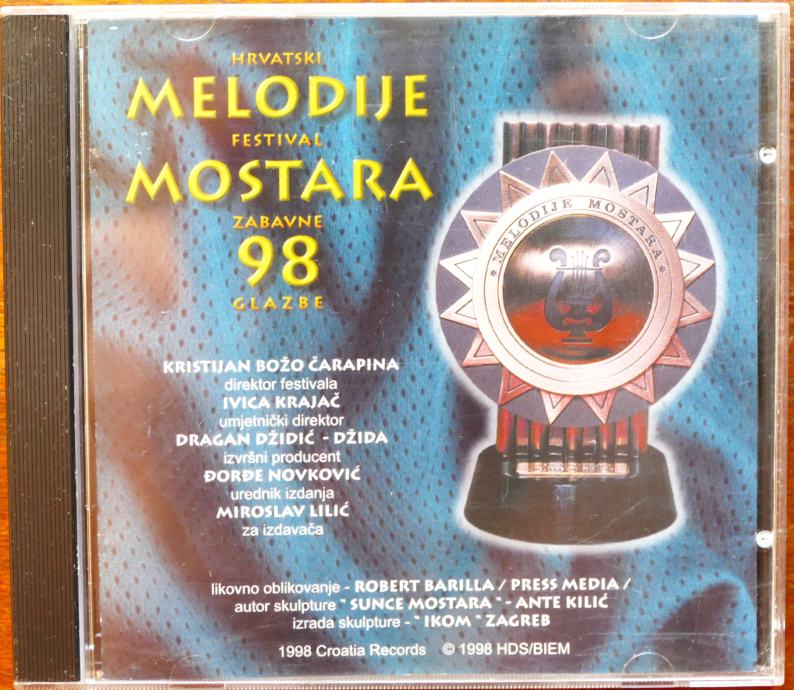 HRVATSKI
MELODIJE
FESTIVAL
MOSTARA
ZABAVNE
98
GLAZBE
* MELODIJE MOSTARA *
KRISTIJAN BOŽO ČARAPINA
direktor festivala
IVICA KRAJAČ
umjetnički direktor
DRAGAN DŽIDIĆ - DŽIDA
izvršni producent
ĐORĐE NOVKOVIĆ
urednik izdanja
MIROSLAV LILIĆ
za izdavača
likovno oblikovanje - ROBERT BARILLA / PRESS MEDIA /
autor skulpture " SUNCE MOSTARA " - ANTE KILIĆ
izrada skulpture - " IKOM " ZAGREB
1998 Croatia Records © 1998 HDS/BIEM